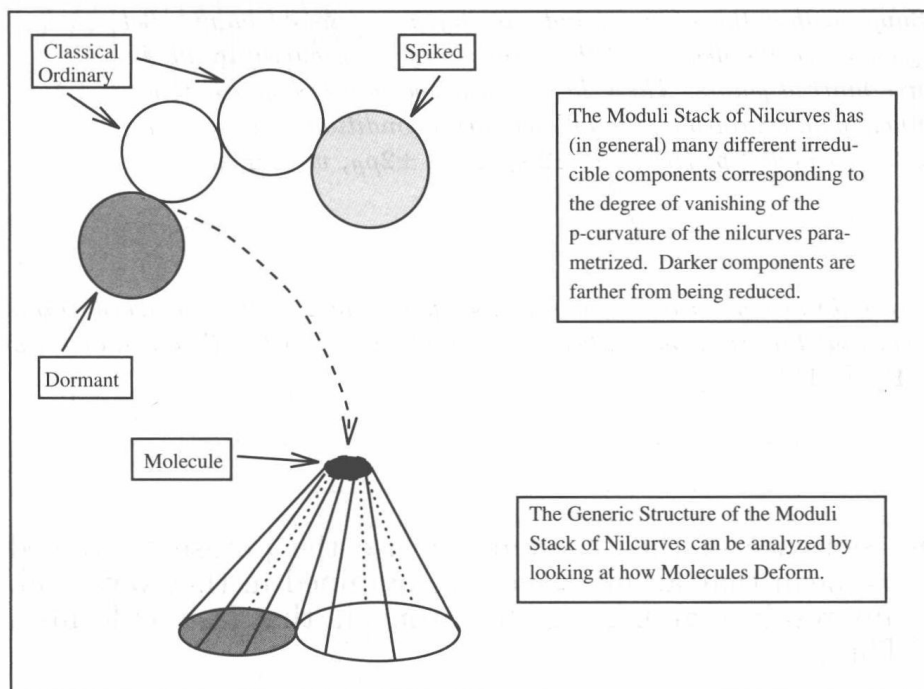 Classical
Ordinary
Spiked
The Moduli Stack of Nilcurves has
(in general) many different irredu-
cible components corresponding to
the degree of vanishing of the
p-curvature of the nilcurves para-
metrized. Darker components are
farther from being reduced.
Dormant
Molecule
The Generic Structure of the Moduli
Stack of Nilcurves can be analyzed by
looking at how Molecules Deform.